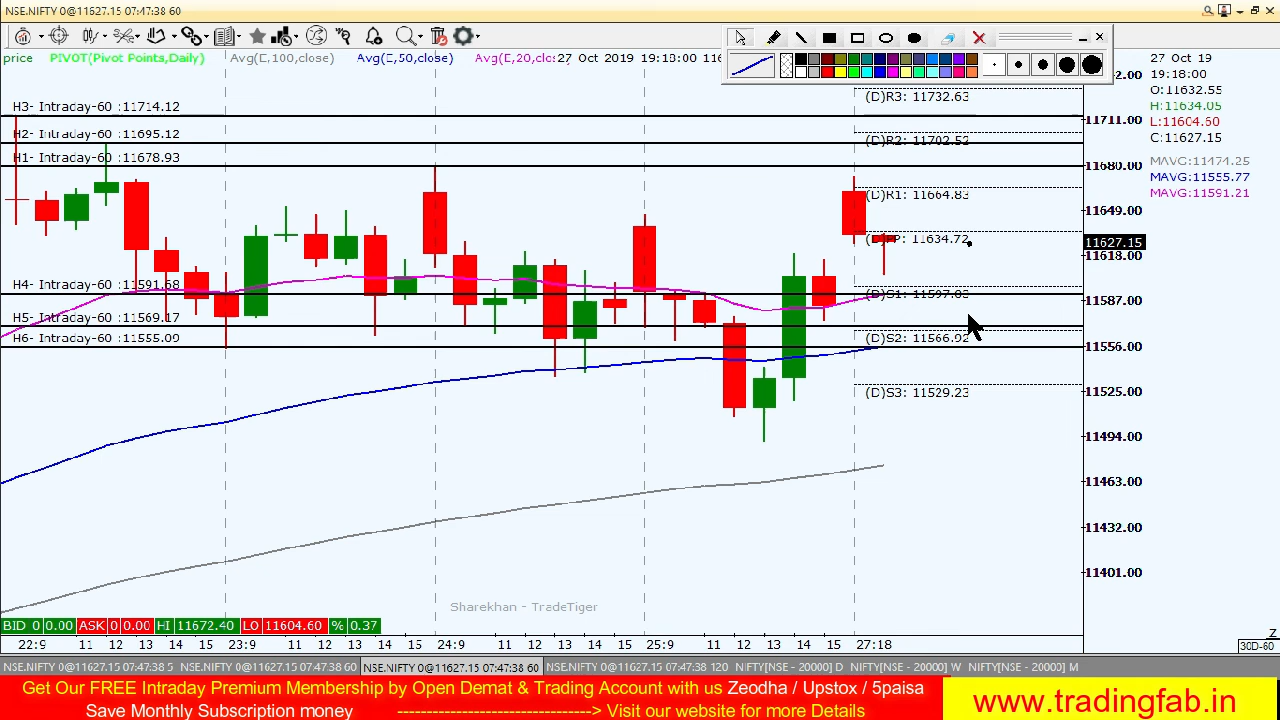 NSE.NIFTY 0@11627.15 07:47:38 60
price PIVOT(Pivot Points,Daily) Avg(E,100,close) Avg(E,50,close) Avg(E,20,clo: 27 Oct 2019 19:18:00 116
27 Oct 19
19:18:00
O:11632.55
H:11634.05
L:11604.60
C:11627.15
MAVG:11474.25
MAVG:11555.77
MAVG:11591.21
H3- Intraday-60 :11714.12
H2- Intraday-60 :11695.12
H1- Intraday-60 :11678.93
H4- Intraday-60 :11591.68
H5- Intraday-60 :11569.17
H6- Intraday-60 :11555.09
(D)R3: 11732.63
(D)R2: 11702.52
(D)R1: 11664.83
(D)PP: 11634.72
(D)S1: 11597.03
(D)S2: 11566.92
(D)S3: 11529.23
2.00
11711.00
11680.00
11649.00
11627.15
11618.00
11587.00
11556.00
11525.00
11494.00
11463.00
11432.00
11401.00
Sharekhan - TradeTiger
BID 0 0.00 ASK 0 0.00 HI 11672.40 LO 11604.60 % 0.37
22:9 11 12 13 14 15 23:9 11 12 13 14 15 24:9 11 12 13 14 15 25:9 11 12 13 14 15 27:18
Z
30D-60
NSE.NIFTY 0@11627.15 07:47:38 5 NSE.NIFTY 0@11627.15 07:47:38 60 NSE.NIFTY 0@11627.15 07:47:38 60 NSE.NIFTY 0@11627.15 07:47:38 120 NIFTY[NSE - 20000] D NIFTY[NSE - 20000] W NIFTY[NSE - 20000] M
Get Our FREE Intraday Premium Membership by Open Demat & Trading Account with us Zeodha / Upstox / 5paisa
Save Monthly Subscription money --------------------------------> Visit our website for more Details
www.tradingfab.in